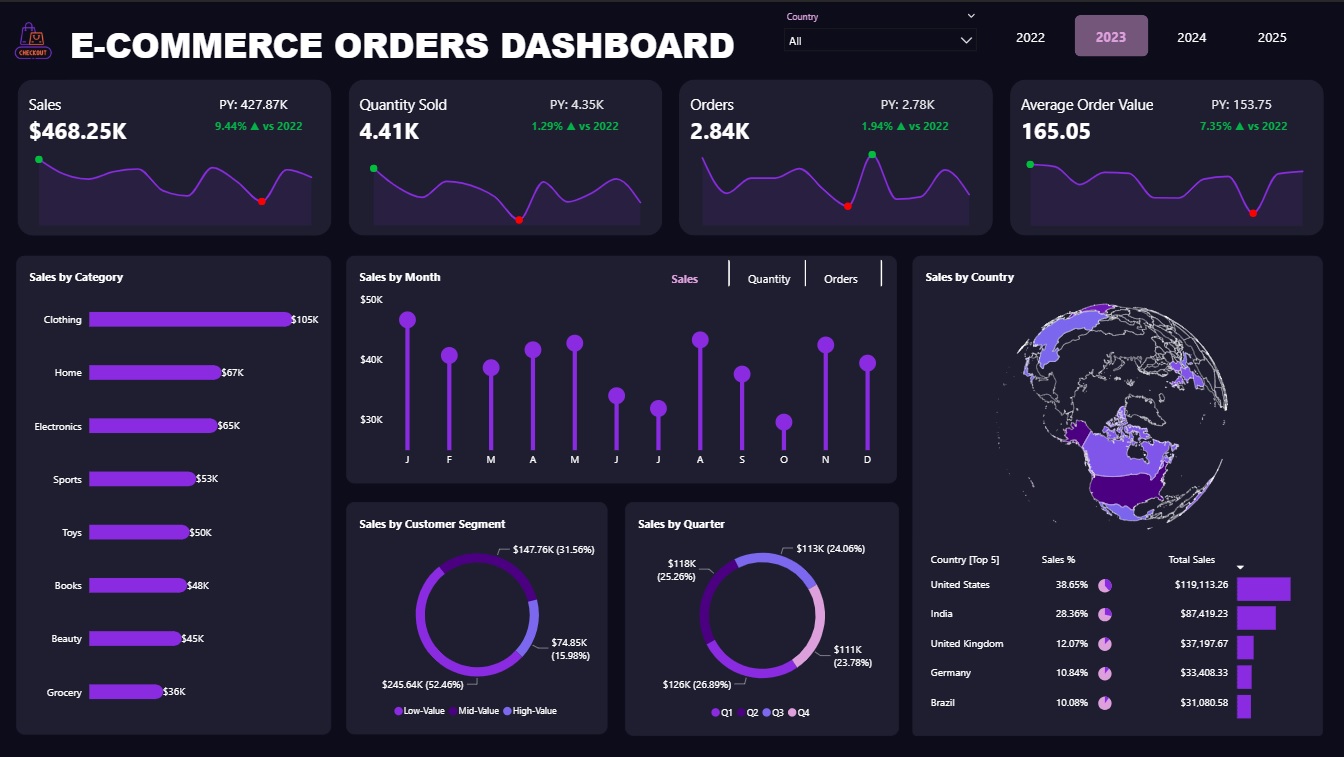 CHECKOUT
E-COMMERCE ORDERS DASHBOARD
Country
All
2022 2023 2024 2025
Sales
$468.25K
PY: 427.87K
9.44% ▲ vs 2022
Quantity Sold
4.41K
PY: 4.35K
1.29% ▲ vs 2022
Orders
2.84K
PY: 2.78K
1.94% ▲ vs 2022
Average Order Value
165.05
PY: 153.75
7.35% ▲ vs 2022
Sales by Category
Clothing $105K
Home $67K
Electronics $65K
Sports $53K
Toys $50K
Books $48K
Beauty $45K
Grocery $36K
Sales by Month
Sales Quantity Orders
$50K
$40K
$30K
J F M A M J J A S O N D
Sales by Customer Segment
$147.76K (31.56%)
$74.85K
(15.98%)
$245.64K (52.46%)
Low-Value Mid-Value High-Value
Sales by Quarter
$113K (24.06%)
$118K
(25.26%)
$111K
(23.78%)
$126K (26.89%)
Q1 Q2 Q3 Q4
Sales by Country
Country [Top 5] Sales % Total Sales
United States 38.65% $119,113.26
India 28.36% $87,419.23
United Kingdom 12.07% $37,197.67
Germany 10.84% $33,408.33
Brazil 10.08% $31,080.58